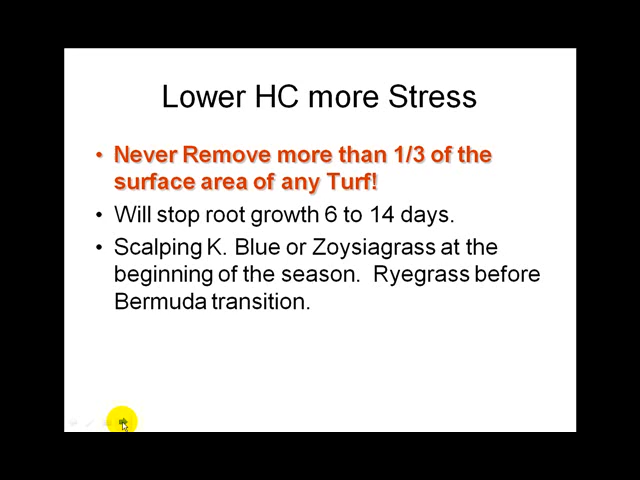 Lower HC more Stress
• Never Remove more than 1/3 of the
surface area of any Turf!
• Will stop root growth 6 to 14 days.
• Scalping K. Blue or Zoysiagrass at the
beginning of the season.  Ryegrass before
Bermuda transition.